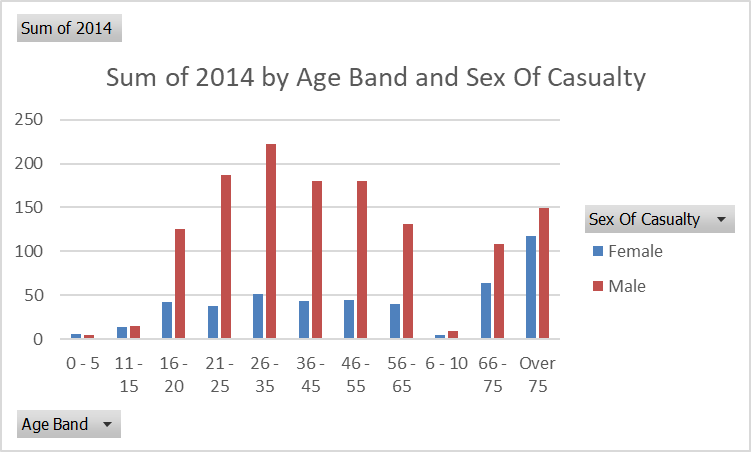 Sum of 2014
Sum of 2014 by Age Band and Sex Of Casualty
250
200
150
100
50
0
0 - 5
11 -
15
16 -
20
21 -
25
26 -
35
36 -
45
46 -
55
56 -
65
6 - 10
66 -
75
Over
75
Sex Of Casualty
Female
Male
Age Band